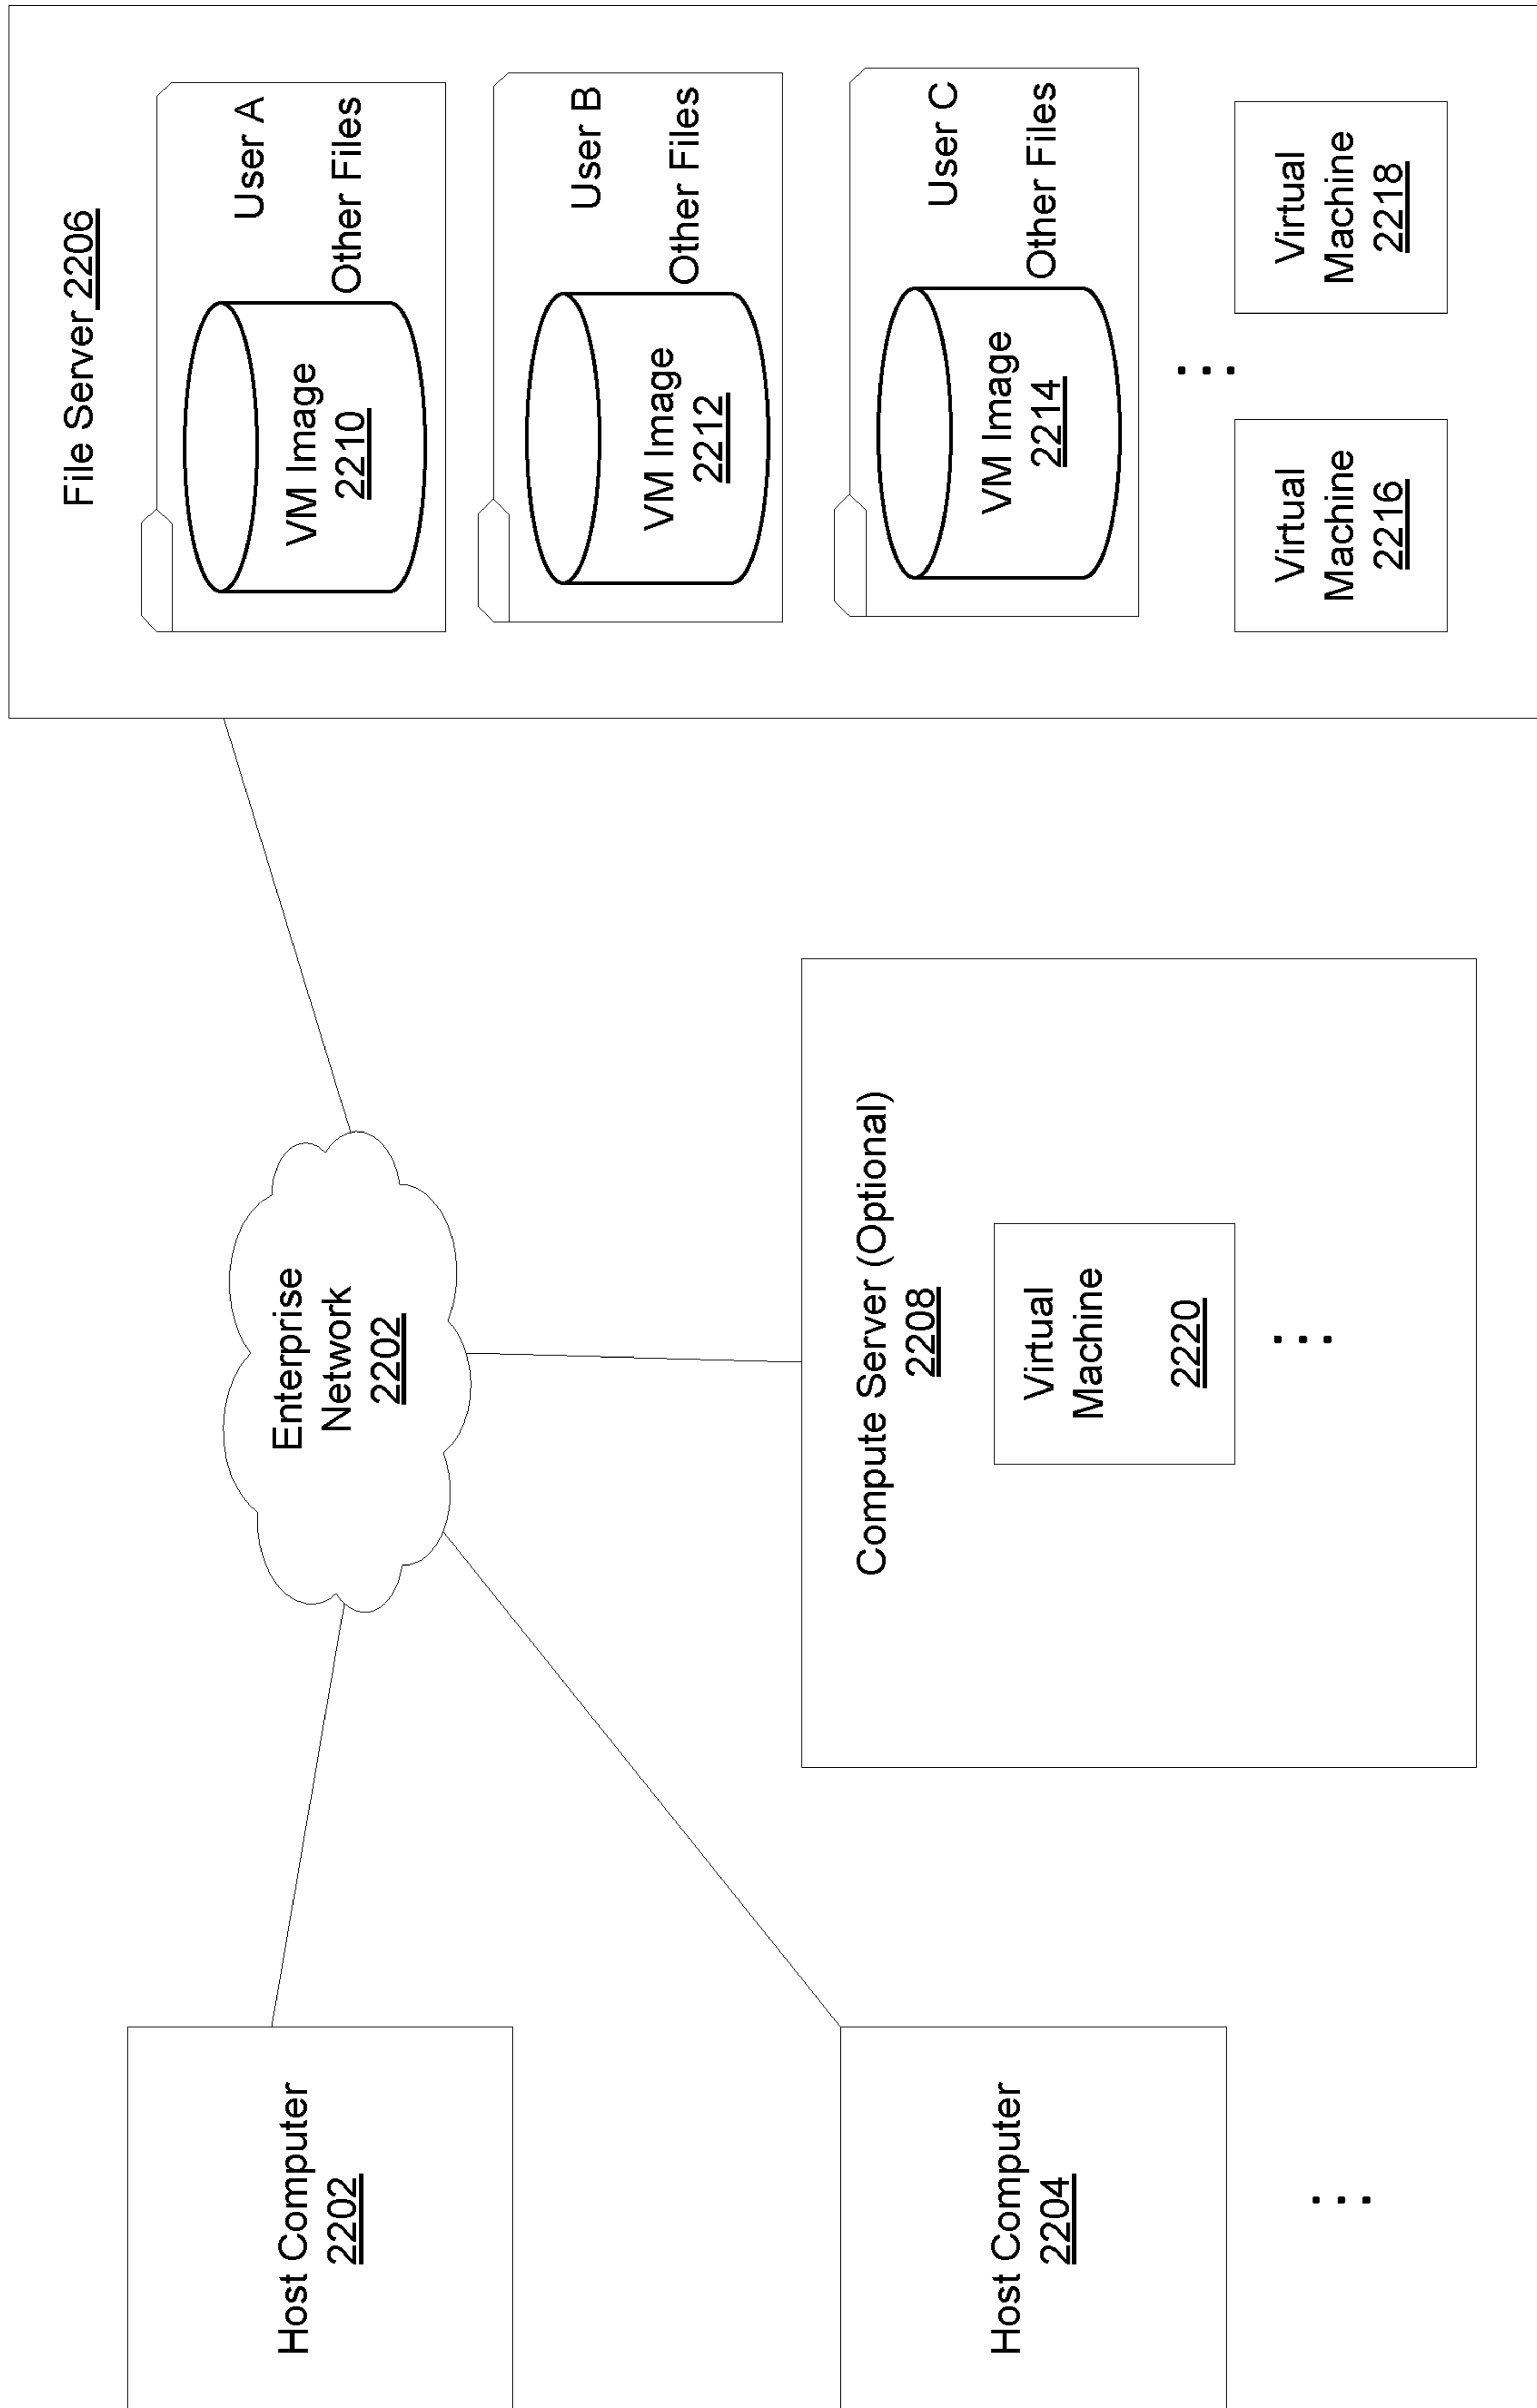 Host Computer
2202
Host Computer
2204
...
Enterprise
Network
2202
Compute Server (Optional)
2208
Virtual
Machine
2220
...
File Server 2206
User A
VM Image
2210
Other Files
User B
VM Image
2212
Other Files
User C
VM Image
2214
Other Files
...
Virtual
Machine
2216
Virtual
Machine
2218